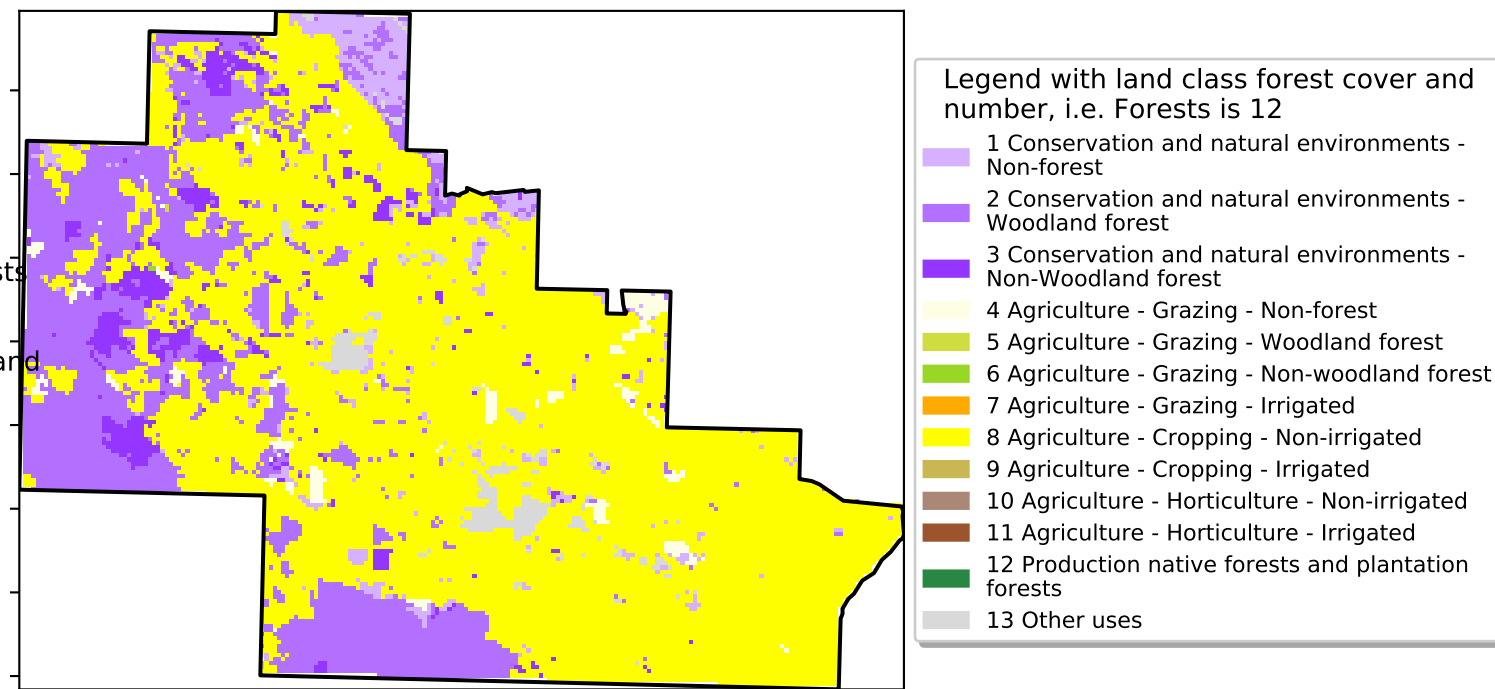 Legend with land class forest cover and
number, i.e. Forests is 12
1 Conservation and natural environments -
Non-forest
2 Conservation and natural environments -
Woodland forest
3 Conservation and natural environments -
Non-Woodland forest
4 Agriculture - Grazing - Non-forest
5 Agriculture - Grazing - Woodland forest
6 Agriculture - Grazing - Non-woodland forest
7 Agriculture - Grazing - Irrigated
8 Agriculture - Cropping - Non-irrigated
9 Agriculture - Cropping - Irrigated
10 Agriculture - Horticulture - Non-irrigated
11 Agriculture - Horticulture - Irrigated
12 Production native forests and plantation
forests
13 Other uses
sts
and